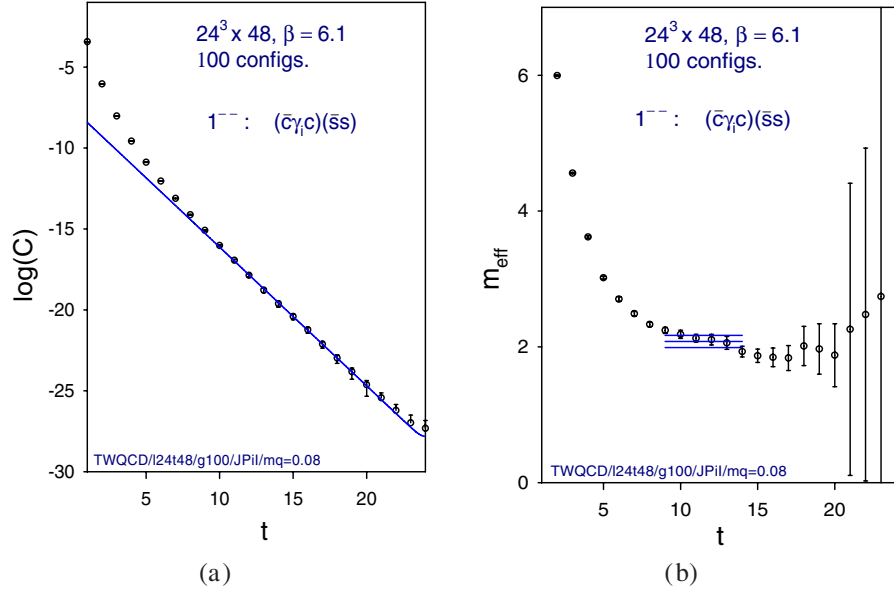 24³ x 48, β = 6.1
100 configs.
1⁻⁻ : (c̄γᵢc)(s̄s)
log(C)
-5
-10
-15
-20
-25
-30
TWQCD/l24t48/g100/JPiI/mq=0.08
5
10
15
20
t
(a)
24³ x 48, β = 6.1
100 configs.
1⁻⁻ : (c̄γᵢc)(s̄s)
m_eff
6
4
2
0
TWQCD/l24t48/g100/JPiI/mq=0.08
5
10
15
20
t
(b)